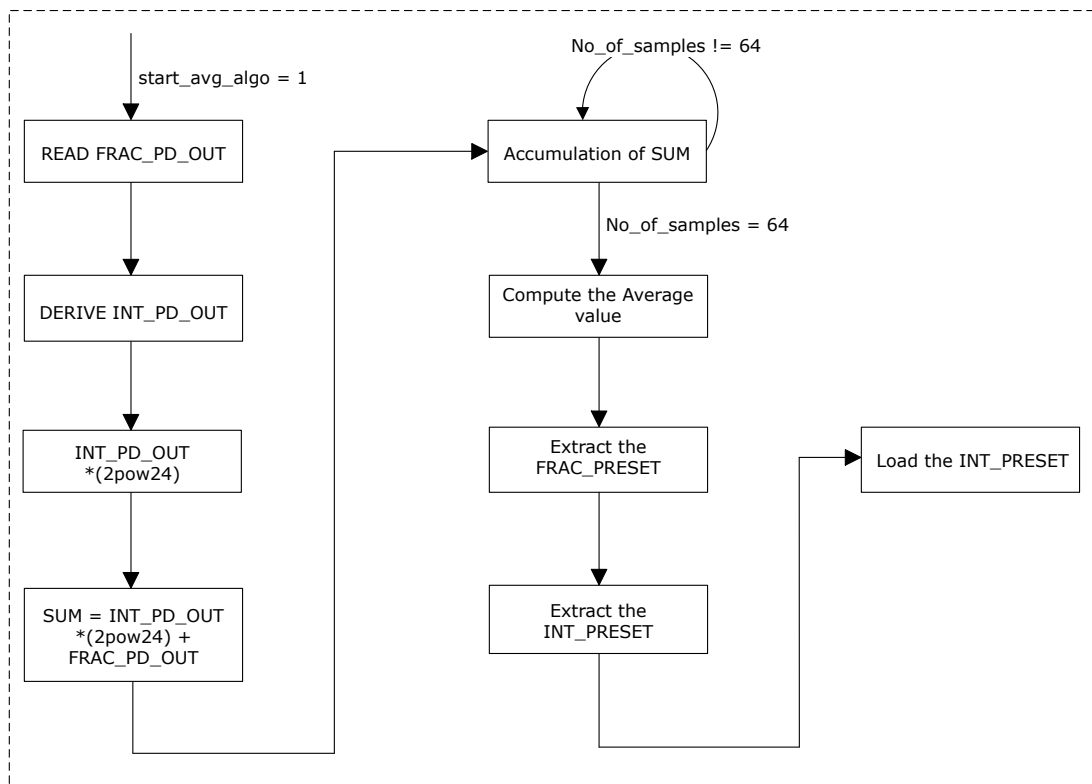 start_avg_algo = 1
READ FRAC_PD_OUT
DERIVE INT_PD_OUT
INT_PD_OUT
*(2pow24)
SUM = INT_PD_OUT
*(2pow24) +
FRAC_PD_OUT
No_of_samples != 64
Accumulation of SUM
No_of_samples = 64
Compute the Average
value
Extract the
FRAC_PRESET
Extract the
INT_PRESET
Load the INT_PRESET